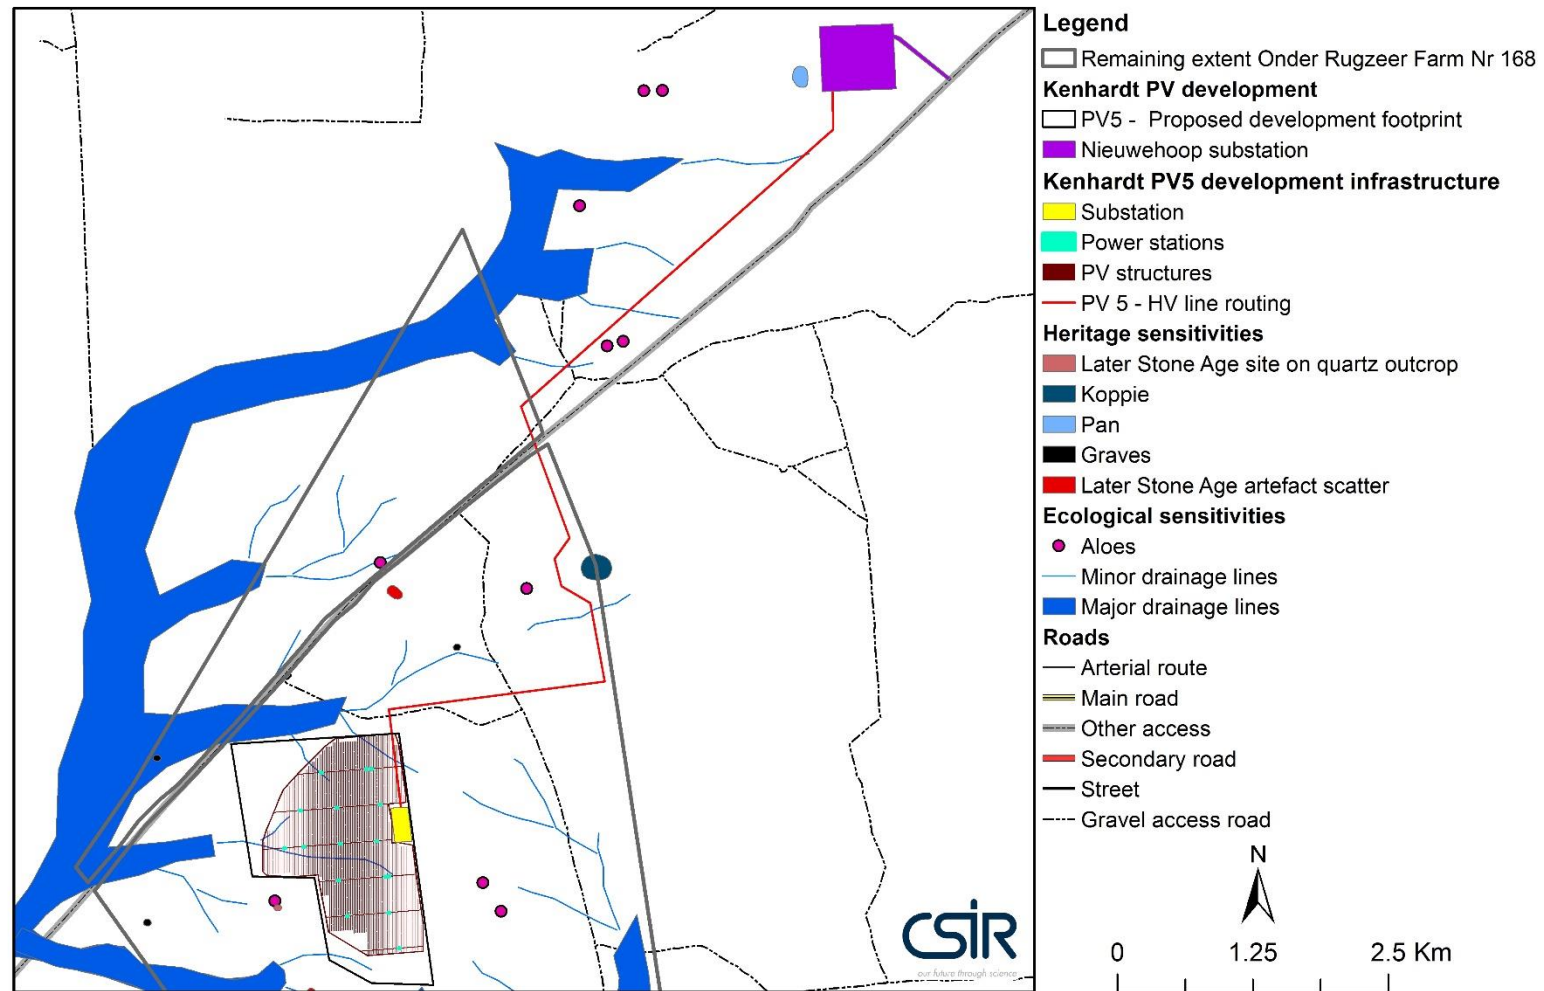 Legend
Remaining extent Onder Rugzeer Farm Nr 168
Kenhardt PV development
PV5 - Proposed development footprint
Nieuwehoop substation
Kenhardt PV5 development infrastructure
Substation
Power stations
PV structures
PV 5 - HV line routing
Heritage sensitivities
Later Stone Age site on quartz outcrop
Koppie
Pan
Graves
Later Stone Age artefact scatter
Ecological sensitivities
Aloes
Minor drainage lines
Major drainage lines
Roads
Arterial route
Main road
Other access
Secondary road
Street
Gravel access road
N
0 1.25 2.5 Km
CSIR
our future through science